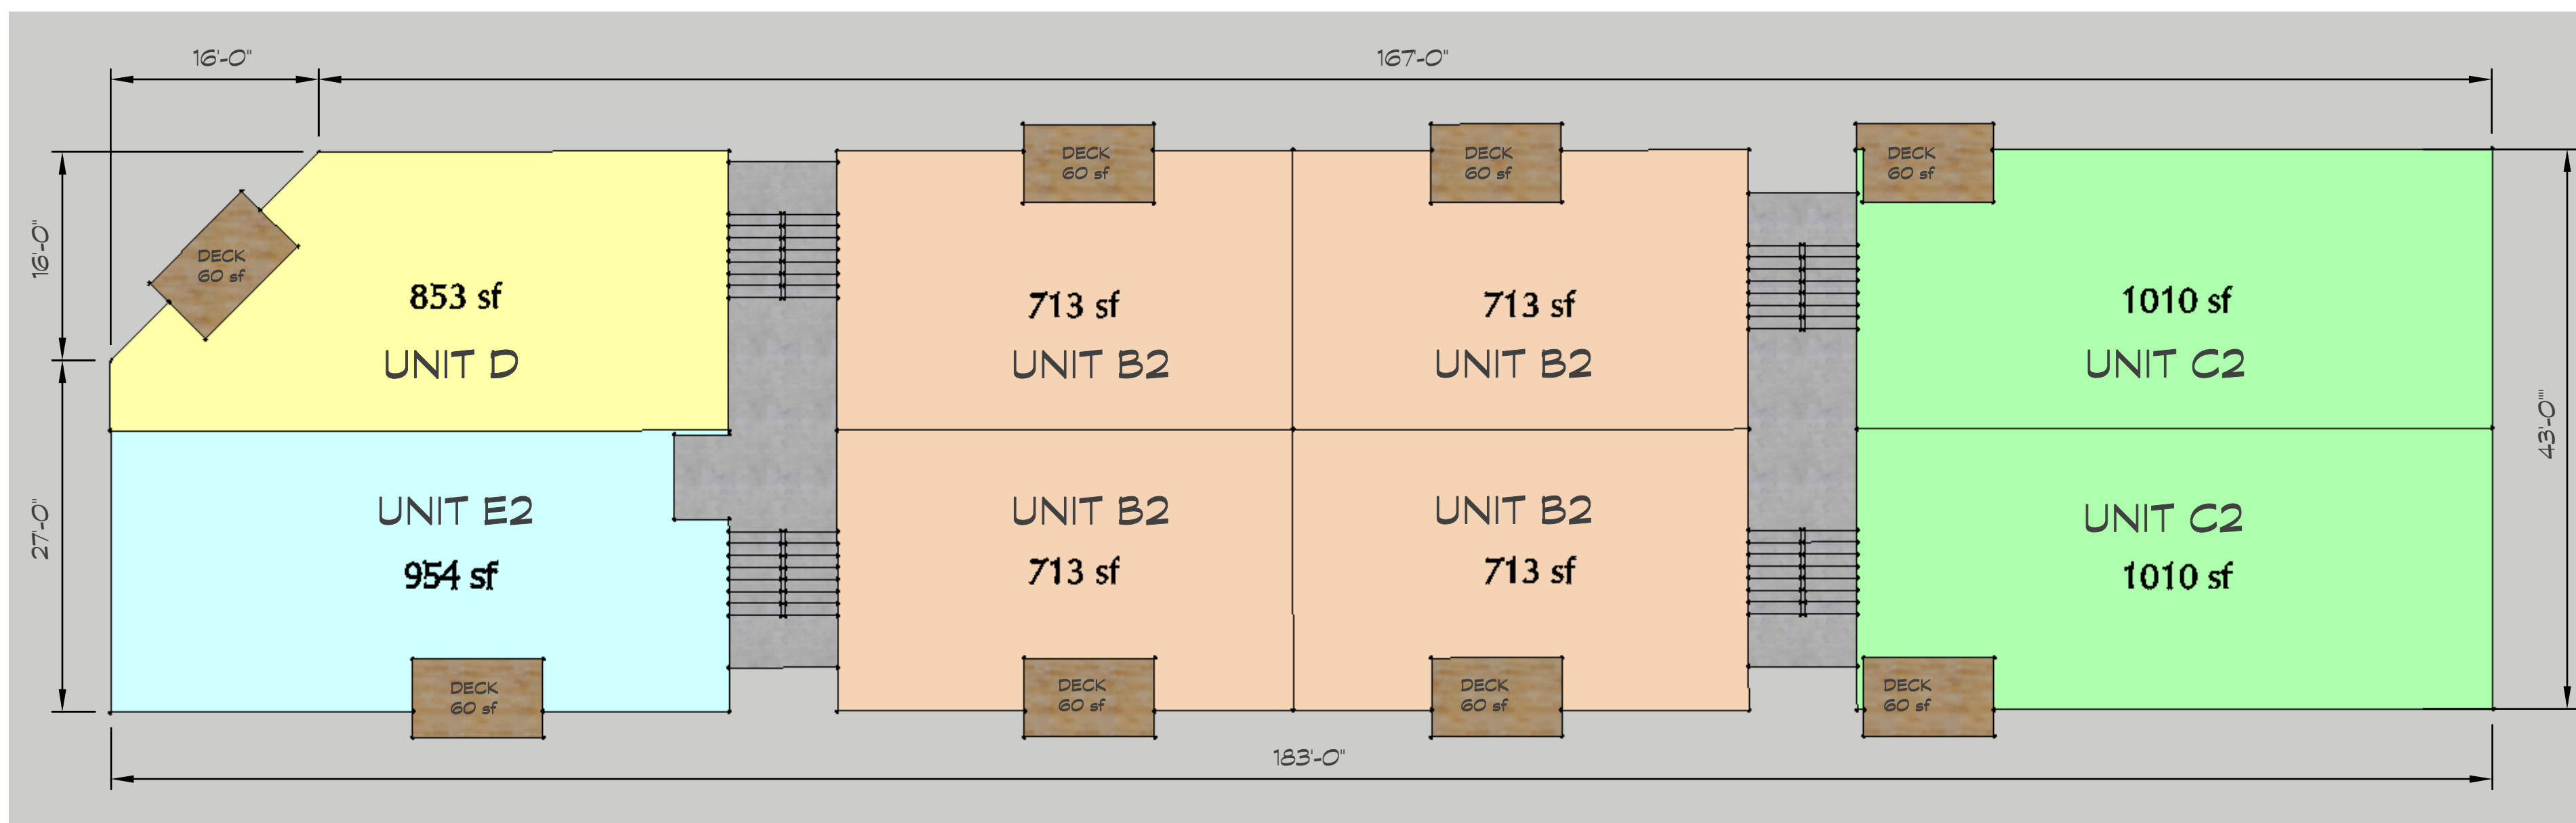 16'-0"
167'-0"
DECK
60 sf
DECK
60 sf
DECK
60 sf
16'-0"
DECK
60 sf
853 sf
UNIT D
713 sf
UNIT B2
713 sf
UNIT B2
1010 sf
UNIT C2
43'-0""
27'-0"
UNIT E2
954 sf
UNIT B2
713 sf
UNIT B2
713 sf
UNIT C2
1010 sf
DECK
60 sf
DECK
60 sf
DECK
60 sf
DECK
60 sf
183'-0"